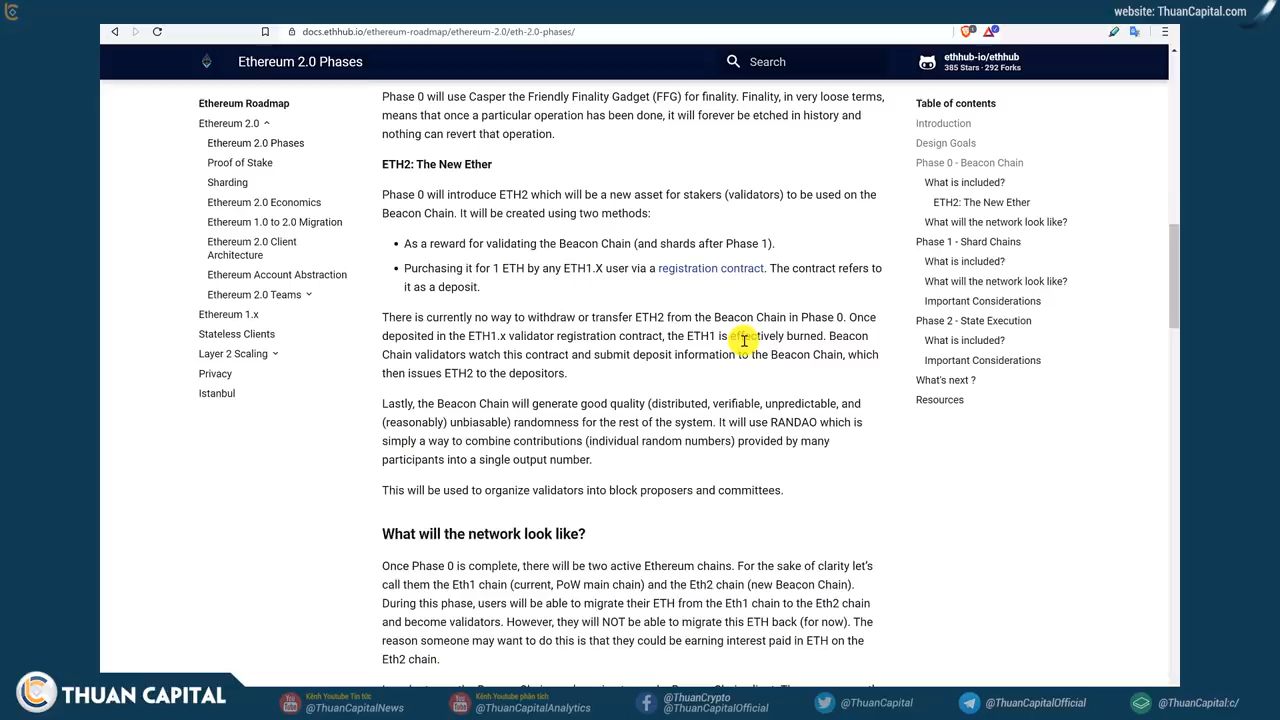 website: ThuanCapital.com
docs.ethhub.io/ethereum-roadmap/ethereum-2.0/eth-2.0-phases/
Ethereum 2.0 Phases
Search
ethhub-io/ethhub
385 Stars · 292 Forks
Ethereum Roadmap
Ethereum 2.0
Ethereum 2.0 Phases
Proof of Stake
Sharding
Ethereum 2.0 Economics
Ethereum 1.0 to 2.0 Migration
Ethereum 2.0 Client
Architecture
Ethereum Account Abstraction
Ethereum 2.0 Teams
Ethereum 1.x
Stateless Clients
Layer 2 Scaling
Privacy
Istanbul
Phase 0 will use Casper the Friendly Finality Gadget (FFG) for finality. Finality, in very loose terms,
means that once a particular operation has been done, it will forever be etched in history and
nothing can revert that operation.
ETH2: The New Ether
Phase 0 will introduce ETH2 which will be a new asset for stakers (validators) to be used on the
Beacon Chain. It will be created using two methods:
• As a reward for validating the Beacon Chain (and shards after Phase 1).
• Purchasing it for 1 ETH by any ETH1.X user via a registration contract. The contract refers to
it as a deposit.
There is currently no way to withdraw or transfer ETH2 from the Beacon Chain in Phase 0. Once
deposited in the ETH1.x validator registration contract, the ETH1 is effectively burned. Beacon
Chain validators watch this contract and submit deposit information to the Beacon Chain, which
then issues ETH2 to the depositors.
Lastly, the Beacon Chain will generate good quality (distributed, verifiable, unpredictable, and
(reasonably) unbiasable) randomness for the rest of the system. It will use RANDAO which is
simply a way to combine contributions (individual random numbers) provided by many
participants into a single output number.
This will be used to organize validators into block proposers and committees.
What will the network look like?
Once Phase 0 is complete, there will be two active Ethereum chains. For the sake of clarity let's
call them the Eth1 chain (current, PoW main chain) and the Eth2 chain (new Beacon Chain).
During this phase, users will be able to migrate their ETH from the Eth1 chain to the Eth2 chain
and become validators. However, they will NOT be able to migrate this ETH back (for now). The
reason someone may want to do this is that they could be earning interest paid in ETH on the
Eth2 chain.
Table of contents
Introduction
Design Goals
Phase 0 - Beacon Chain
What is included?
ETH2: The New Ether
What will the network look like?
Phase 1 - Shard Chains
What is included?
What will the network look like?
Important Considerations
Phase 2 - State Execution
What is included?
Important Considerations
What's next ?
Resources
THUAN CAPITAL
Kênh Youtube Tin tức
@ThuanCapitalNews
Kênh Youtube phân tích
@ThuanCapitalAnalytics
@ThuanCrypto
@ThuanCapitalOfficial
@ThuanCapital
@ThuanCapitalOfficial
@ThuanCapital:c/